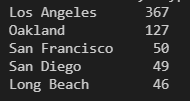 Los Angeles 367
Oakland 127
San Francisco 50
San Diego 49
Long Beach 46